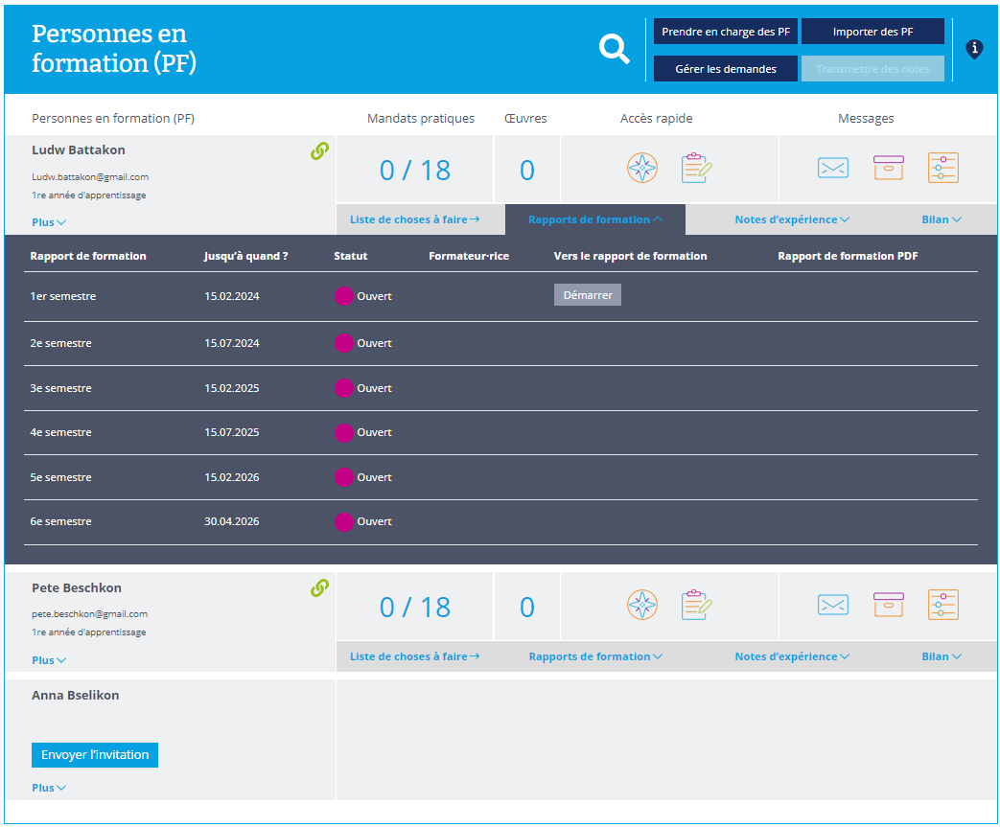 Personnes en
formation (PF)
Prendre en charge des PF
Importer des PF
Gérer les demandes
Transmettre des notes
i
Personnes en formation (PF)
Mandats pratiques
Œuvres
Accès rapide
Messages
Ludw Battakon
Ludw.battakon@gmail.com
1re année d'apprentissage
Plus
0 / 18
0
Liste de choses à faire→
Rapports de formation
Notes d’expérience
Bilan
Rapport de formation
Jusqu’à quand ?
Statut
Formateur·rice
Vers le rapport de formation
Rapport de formation PDF
1er semestre
15.02.2024
Ouvert
Démarrer
2e semestre
15.07.2024
Ouvert
3e semestre
15.02.2025
Ouvert
4e semestre
15.07.2025
Ouvert
5e semestre
15.02.2026
Ouvert
6e semestre
30.04.2026
Ouvert
Pete Beschkon
pete.beschkon@gmail.com
1re année d'apprentissage
Plus
0 / 18
0
Liste de choses à faire→
Rapports de formation
Notes d’expérience
Bilan
Anna Bselikon
Envoyer l’invitation
Plus